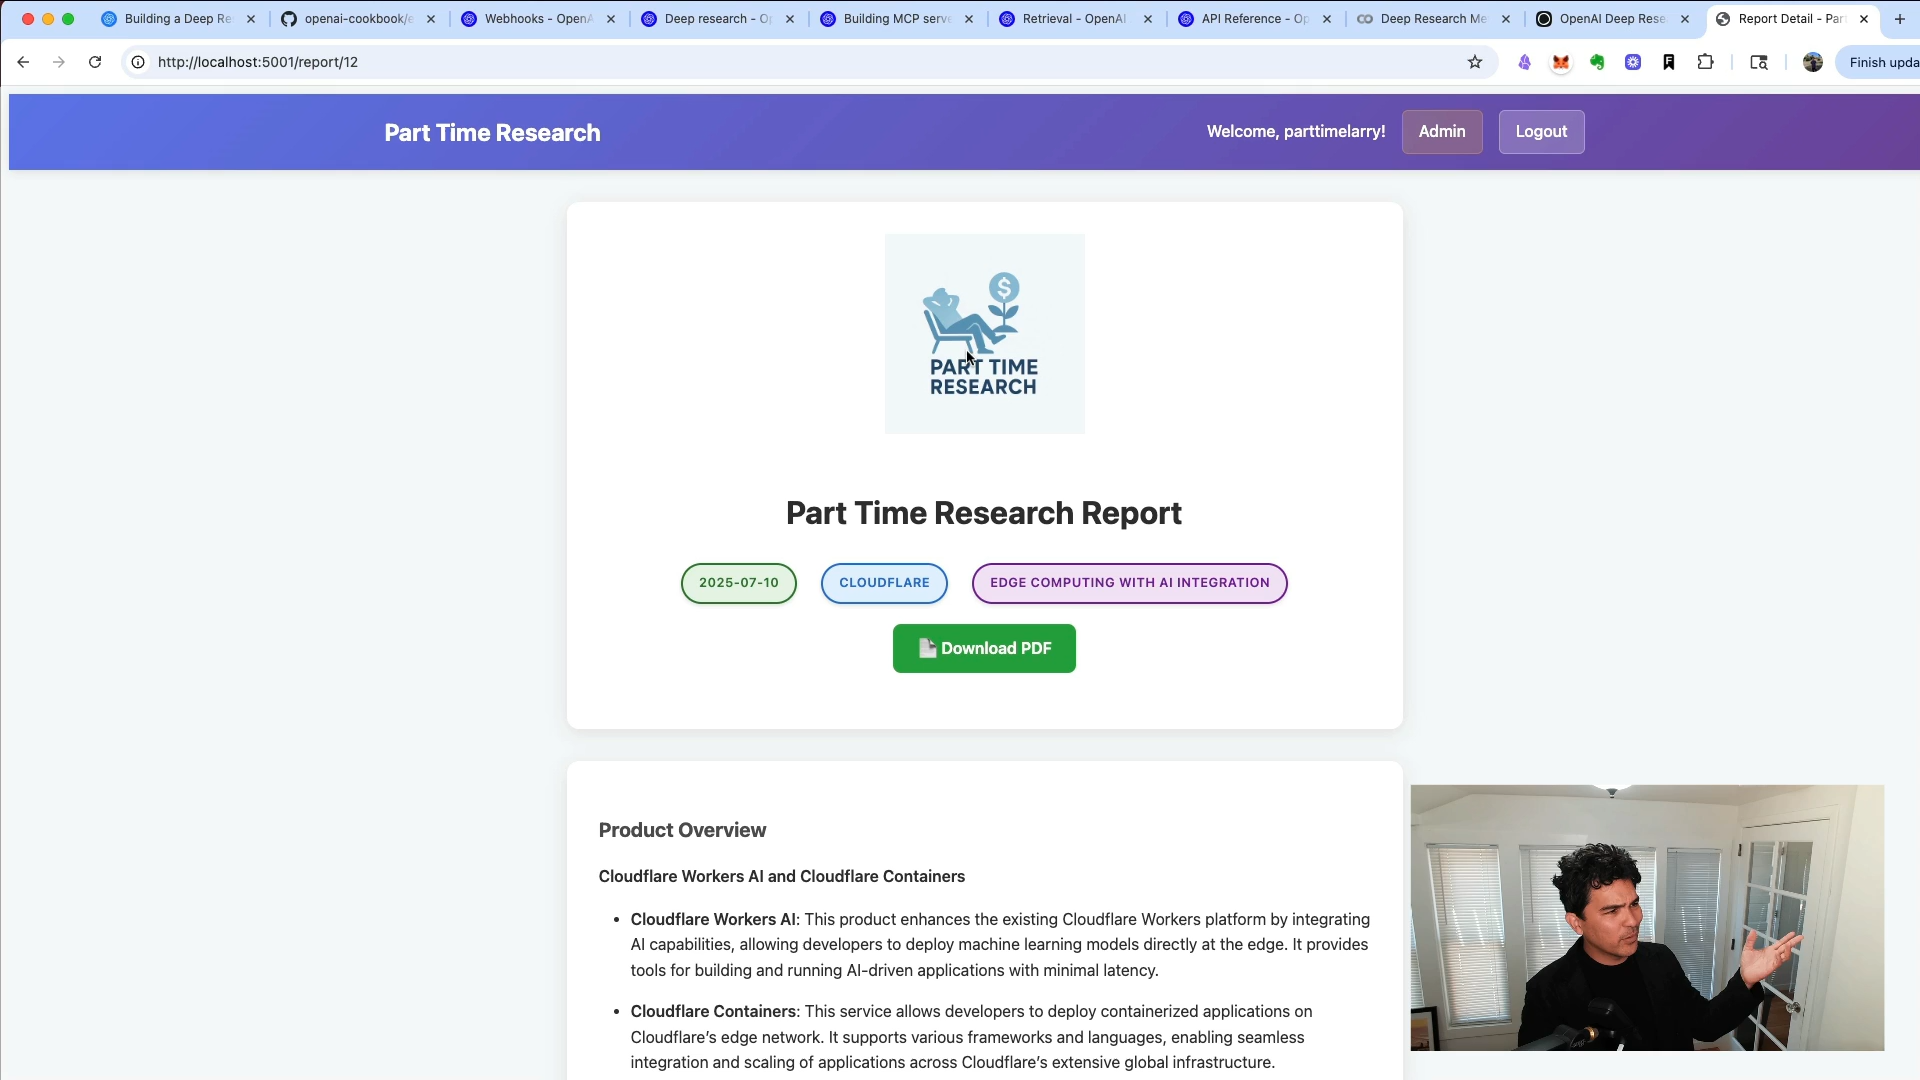 Building a Deep Re
openai-cookbook/e
Webhooks - OpenA
Deep research - Op
Building MCP serve
Retrieval - OpenAI
API Reference - Op
Deep Research Me
OpenAI Deep Rese
Report Detail - Par
http://localhost:5001/report/12
Finish upda
Part Time Research
Welcome, parttimelarry!
Admin
Logout
$
PART TIME
RESEARCH
Part Time Research Report
2025-07-10
CLOUDFLARE
EDGE COMPUTING WITH AI INTEGRATION
Download PDF
Product Overview
Cloudflare Workers AI and Cloudflare Containers
• Cloudflare Workers AI: This product enhances the existing Cloudflare Workers platform by integrating
AI capabilities, allowing developers to deploy machine learning models directly at the edge. It provides
tools for building and running AI-driven applications with minimal latency.
• Cloudflare Containers: This service allows developers to deploy containerized applications on
Cloudflare’s edge network. It supports various frameworks and languages, enabling seamless
integration and scaling of applications across Cloudflare’s extensive global infrastructure.